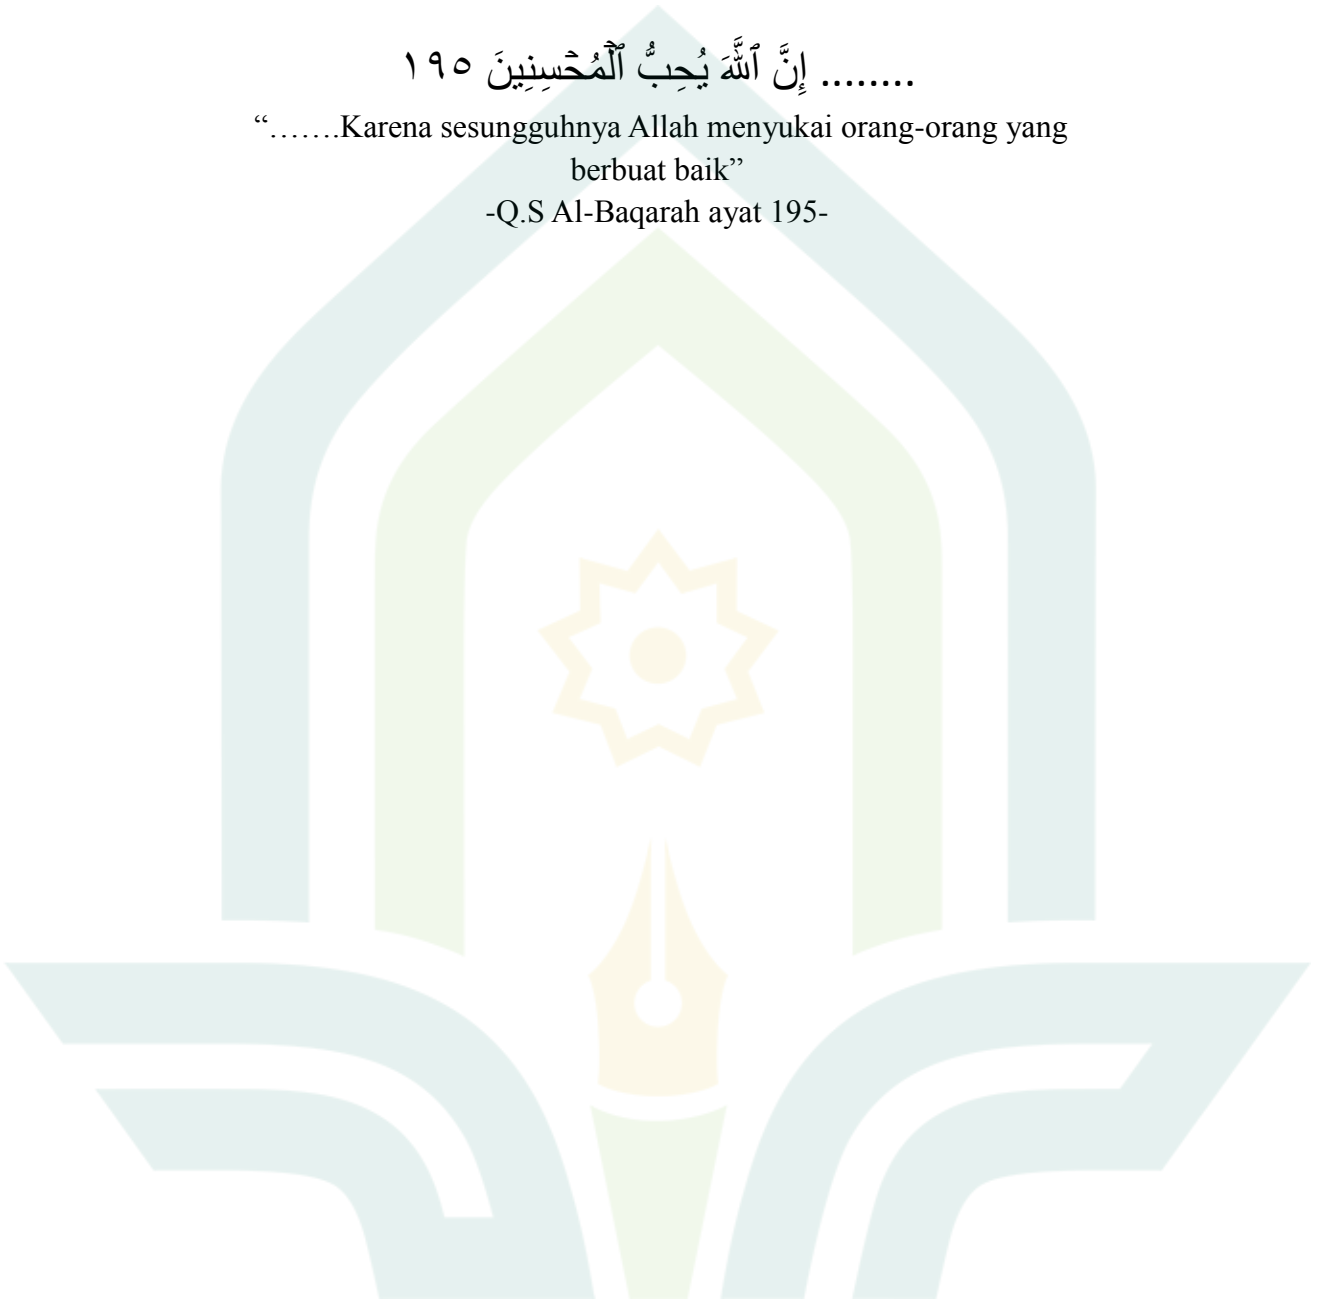 ........ إِنَّ ٱللَّهَ يُحِبُّ ٱلۡمُحۡسِنِينَ ١٩٥
“…….Karena sesungguhnya Allah menyukai orang-orang yang
berbuat baik”
-Q.S Al-Baqarah ayat 195-